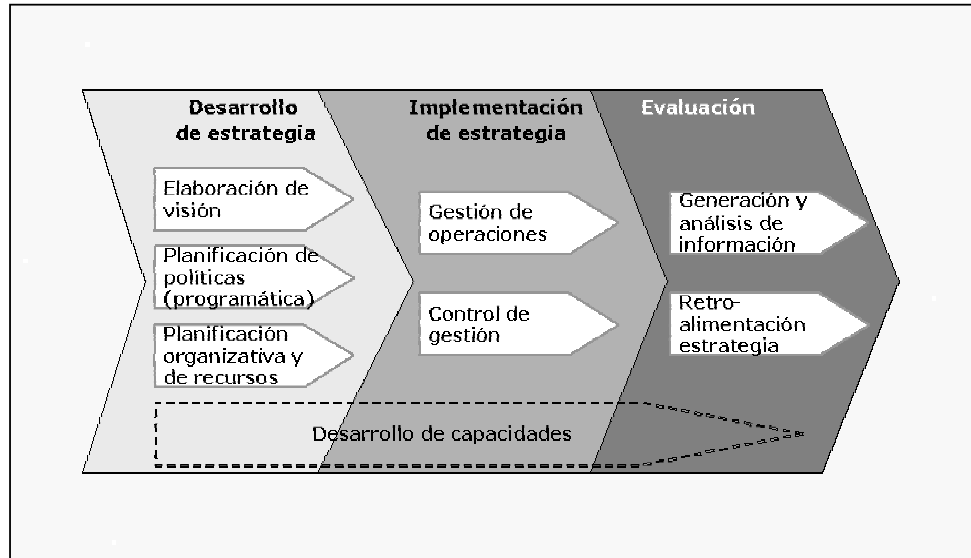 Desarrollo
de estrategia
Elaboración de
visión
Planificación de
políticas
(programática)
Planificación
organizativa y
de recursos
Implementación
de estrategia
Gestión de
operaciones
Control de
gestión
Evaluación
Generación y
análisis de
información
Retro-
alimentación
estrategia
Desarrollo de capacidades